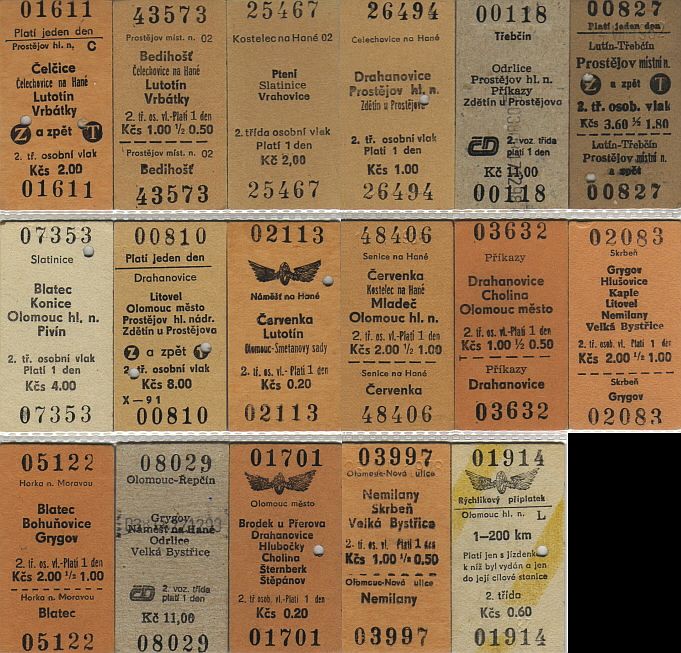 01611
Platí jeden den
Prostějov hl. n. C
Čelčice
Čelechovice na Hané
Lutotín
Vrbátky
Z a zpět T
2. tř. osobní vlak
Kčs 2.00
01611
43573
Prostějov míst. n. 02
Bedihošť
Čelechovice na Hané
Lutotín
Vrbátky
2. tř. os. vl.-Platí 1 den
Kčs 1.00 ½ 0.50
Prostějov míst. n. 02
Bedihošť
43573
25467
Kostelec na Hané 02
Ptení
Slatinice
Vrahovice
2. třída osobní vlak
Platí 1 den
Kčs 2,00
25467
26494
Čelechovice na Hané
Drahanovice
Prostějov hl. n.
Zdětín u Prostějova
2. tř. osobní vlak
Platí 1 den
Kčs 1.00
26494
00118
Třebčín
Odrlice
Prostějov hl. n.
Příkazy
Zdětín u Prostějova
ČD 2. voz. třída
platí 1 den
Kč 11,00
00118
00827
Platí jeden den
Lutín-Třebčín
Prostějov místní n.
Z a zpět T
2. tř. osob. vlak
Kčs 3.60 ½ 1.80
Lutín-Třebčín
Prostějov místní n.
a zpět
00827
07353
Slatinice
Blatec
Konice
Olomouc hl. n.
Pivín
2. tř. osobní vlak
Platí 1 den
Kčs 4.00
07353
00810
Platí jeden den
Drahanovice
Litovel
Olomouc město
Prostějov hl. nádr.
Zdětín u Prostějova
Z a zpět T
2. tř. osobní vlak
Kčs 8.00
X-91
00810
02113
Náměšť na Hané
Červenka
Lutotín
Olomouc-Smetanovy sady
2. tř. os. vl.- Platí 1 den
Kčs 0.20
02113
48406
Senice na Hané
Červenka
Kostelec na Hané
Mladeč
Olomouc hl. n.
2. tř. os. vl.-Platí 1 den
Kčs 2.00 ½ 1.00
Senice na Hané
Červenka
48406
03632
Příkazy
Drahanovice
Cholina
Olomouc město
2. tř. os. vl.-Platí 1 den
Kčs 1.00 ½ 0.50
Příkazy
Drahanovice
03632
02083
Skrbeň
Grygov
Hlušovice
Kaple
Litovel
Nemilany
Velká Bystřice
2. tř. os. vl.-Platí 1 den
Kčs 2.00 ½ 1.00
Skrbeň
Grygov
02083
05122
Horka n. Moravou
Blatec
Bohuňovice
Grygov
2. tř. os. vl.-Platí 1 den
Kčs 2.00 ½ 1.00
Horka n. Moravou
Blatec
05122
08029
Olomouc-Řepčín
Grygov
Náměšť na Hané
Odrlice
Velká Bystřice
ČD 2. voz. třída
platí 1 den
Kč 11,00
08029
01701
Olomouc město
Brodek u Přerova
Drahanovice
Hlubočky
Cholina
Šternberk
Štěpánov
2. tř osob. vl.- Platí 1 den
Kčs 0.20
01701
03997
Olomouc-Nová ulice
Nemilany
Skrbeň
Velká Bystřice
2. tř. os. vl. Platí 1 den
Kčs 1.00 ½ 0.50
Olomouc-Nová ulice
Nemilany
03997
01914
Rychlíkový příplatek
Olomouc hl. n. L
1—200 km
Platí jen s jízdenkou
k níž byl vydán a jen
do její cílové stanice
2. třída
Kčs 0.60
01914